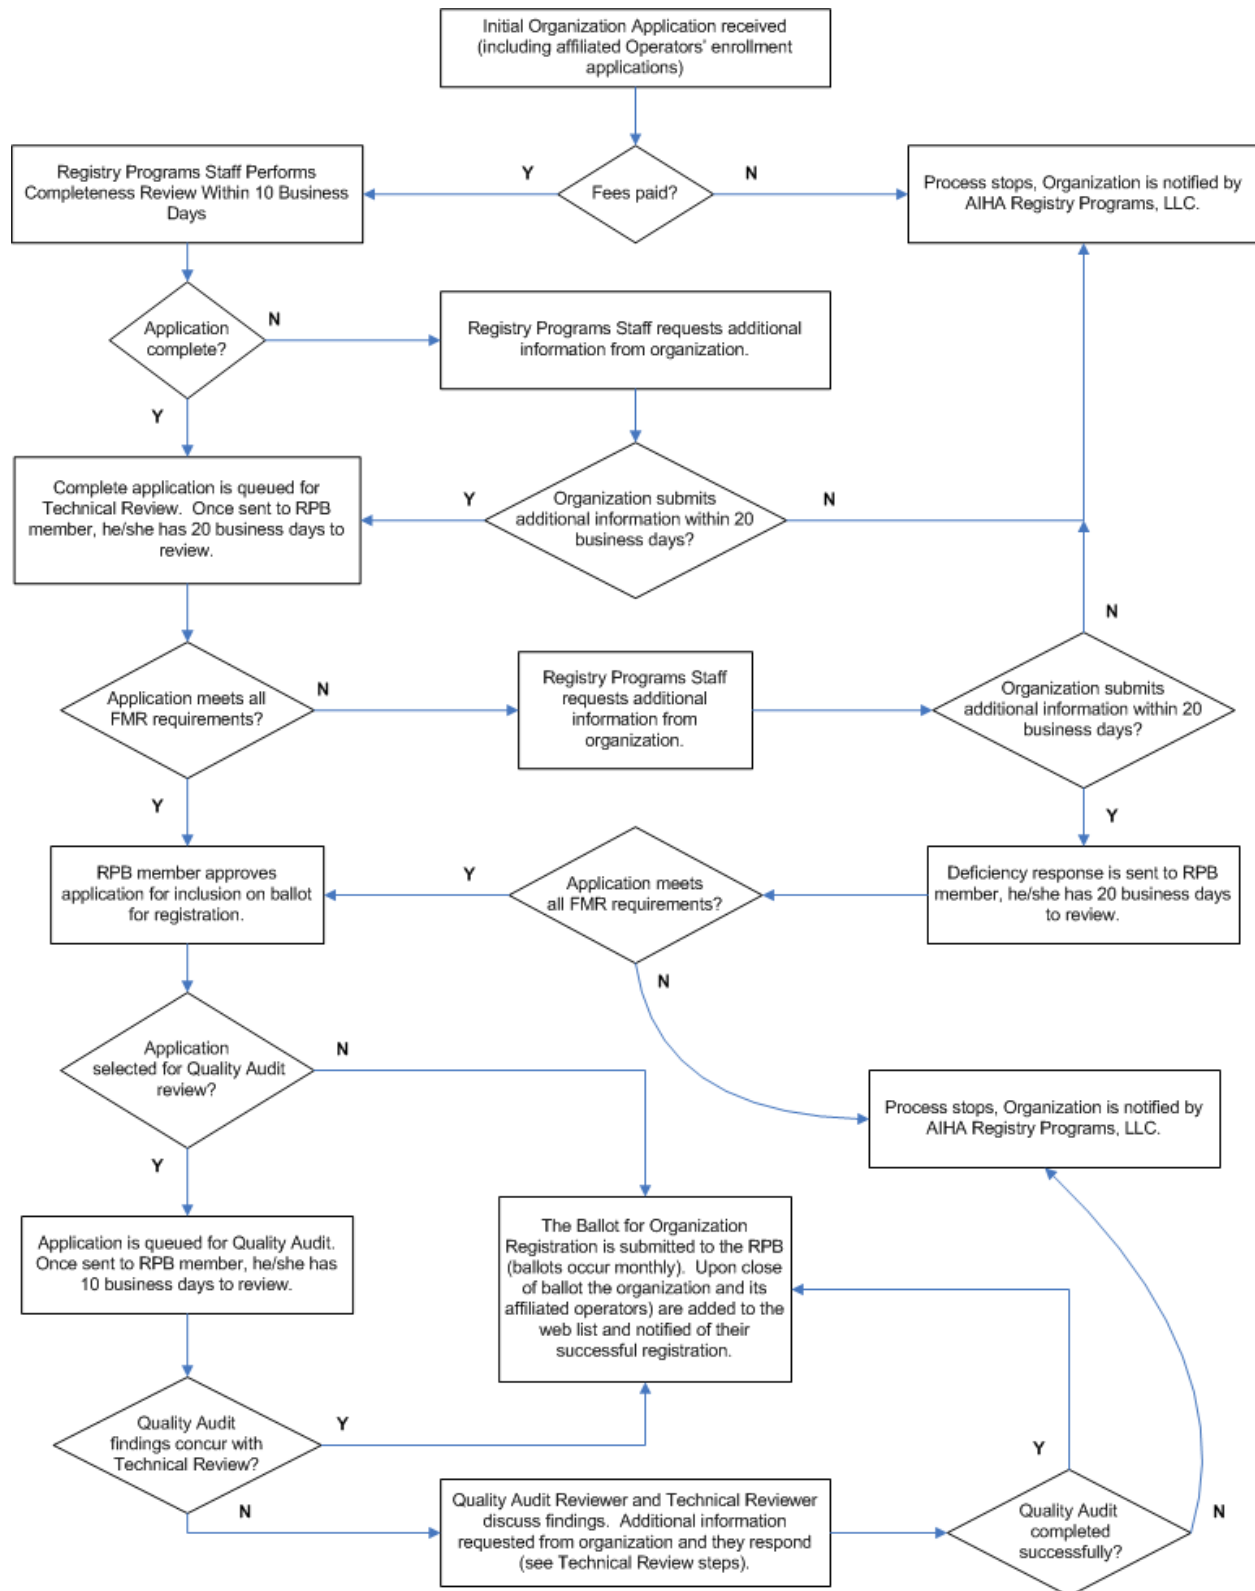 Initial Organization Application received
(including affiliated Operators' enrollment
applications)
Registry Programs Staff Performs
Completeness Review Within 10 Business
Days
Y
Fees paid?
N
Process stops, Organization is notified by
AIHA Registry Programs, LLC.
Application
complete?
N
Registry Programs Staff requests additional
information from organization.
Y
Complete application is queued for
Technical Review. Once sent to RPB
member, he/she has 20 business days to
review.
Y
Organization submits
additional information within 20
business days?
N
N
Application meets all
FMR requirements?
N
Registry Programs Staff
requests additional
information from
organization.
Organization submits
additional information within 20
business days?
Y
Y
RPB member approves
application for inclusion on ballot
for registration.
Y
Application meets
all FMR requirements?
Deficiency response is sent to RPB
member, he/she has 20 business days
to review.
N
Application
selected for Quality Audit
review?
N
Process stops, Organization is notified by
AIHA Registry Programs, LLC.
Y
Application is queued for Quality Audit.
Once sent to RPB member, he/she has
10 business days to review.
The Ballot for Organization
Registration is submitted to the RPB
(ballots occur monthly). Upon close
of ballot the organization and its
affiliated operators) are added to the
web list and notified of their
successful registration.
Quality Audit
findings concur with
Technical Review?
Y
Y
N
Quality Audit Reviewer and Technical Reviewer
discuss findings. Additional information
requested from organization and they respond
(see Technical Review steps).
Quality Audit
completed
successfully?
N